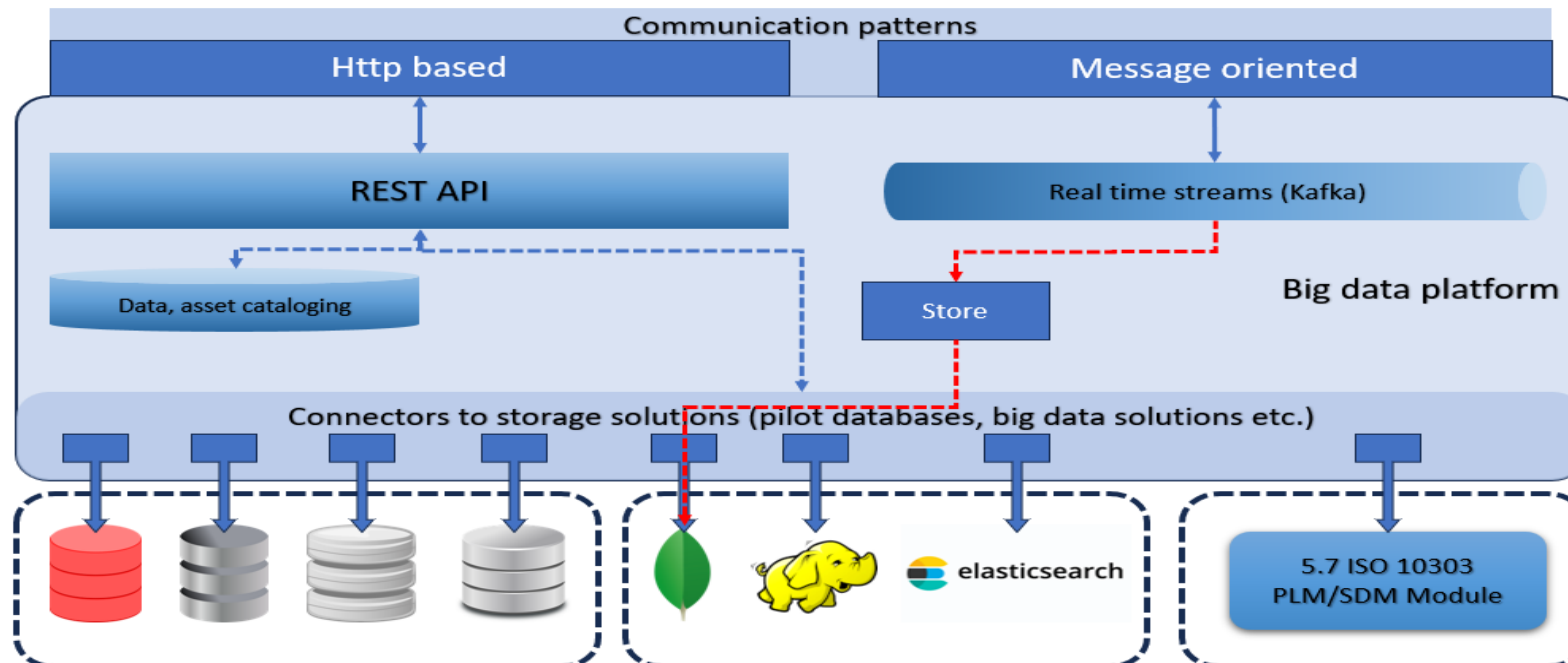 Communication patterns
Http based
Message oriented
REST API
Real time streams (Kafka)
Data, asset cataloging
Store
Big data platform
Connectors to storage solutions (pilot databases, big data solutions etc.)
elasticsearch
5.7 ISO 10303
PLM/SDM Module